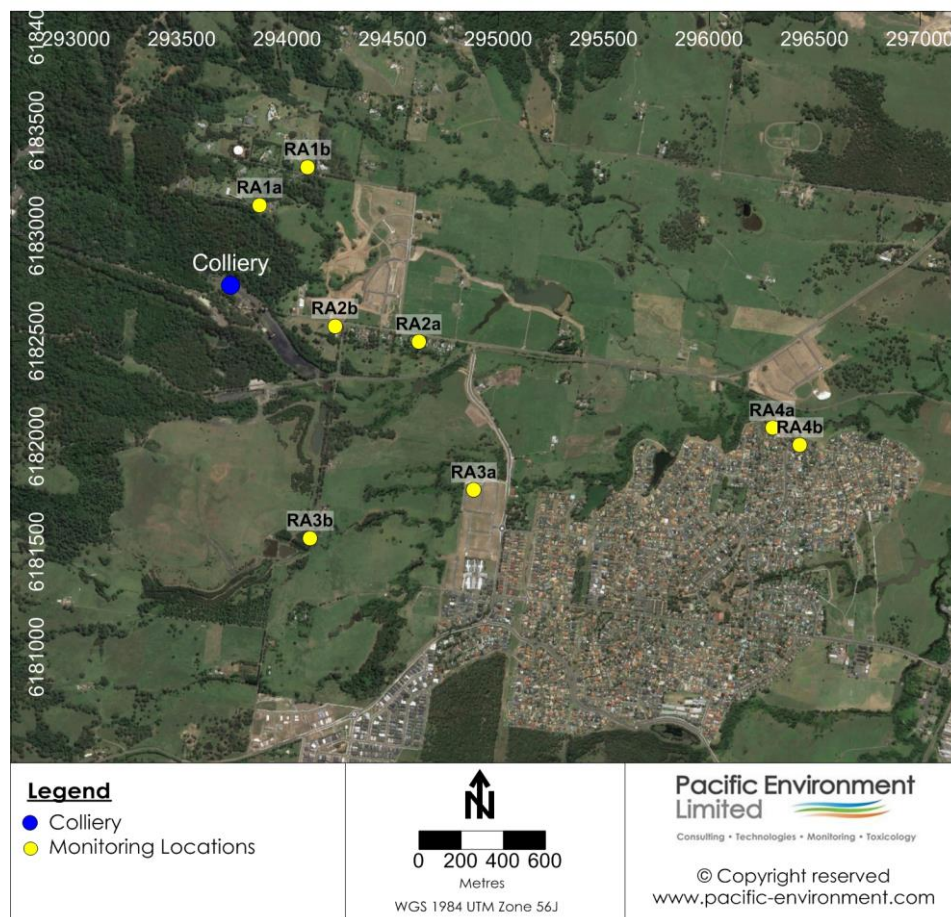 293000 293500 294000 294500 295000 295500 296000 296500 297000
61840
6183500
6183000
6182500
6182000
6181500
6181000
RA1b
RA1a
Colliery
RA2b
RA2a
RA4a
RA4b
RA3a
RA3b
Legend
Colliery
Monitoring Locations
N
0 200 400 600
Metres
WGS 1984 UTM Zone 56J
Pacific Environment
Limited
Consulting • Technologies • Monitoring • Toxicology
© Copyright reserved
www.pacific-environment.com